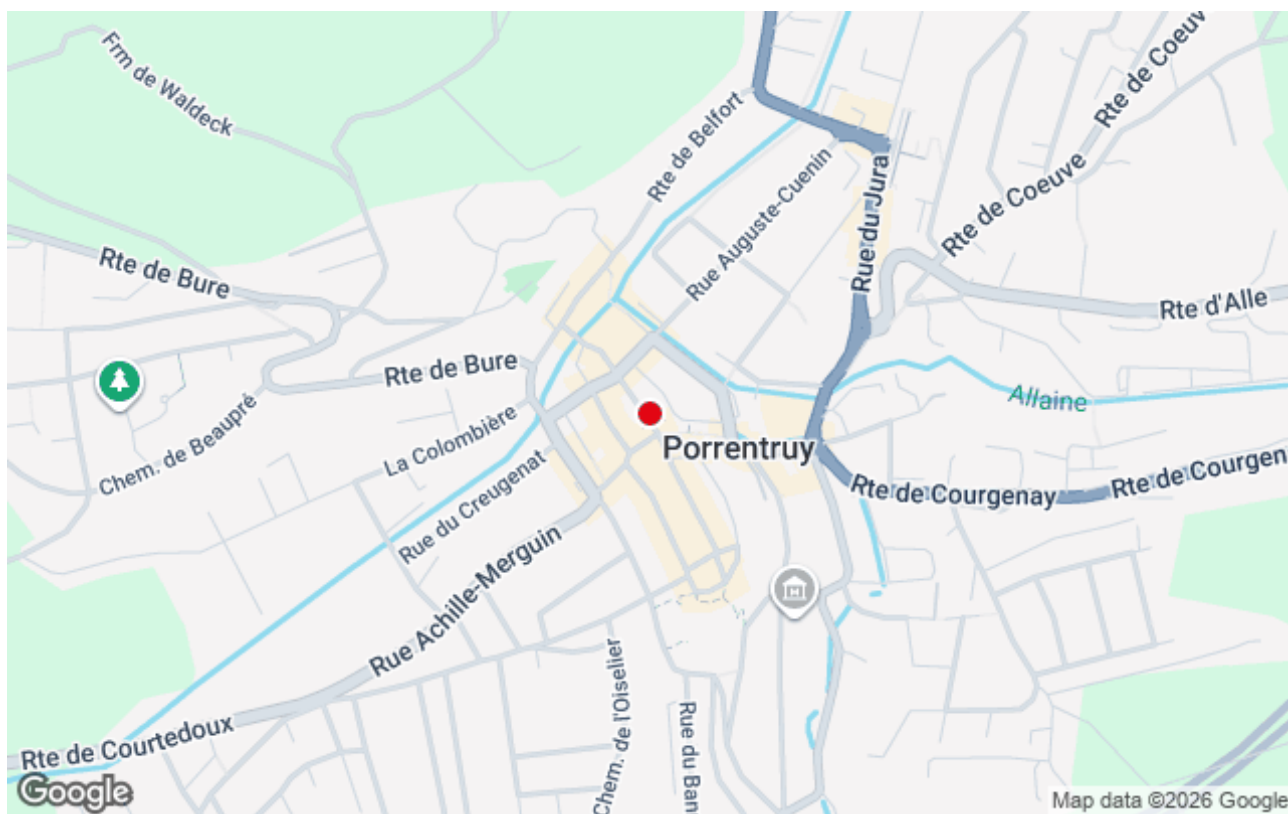 Frm de Waldeck
Rte de Belfort
Rte de Coeuv
Rue Auguste-Cuenin
Rue du Jura
Rte de Coeuve
Rte de Bure
Rte d'Alle
Rte de Bure
Allaine
Chem. de Beaupré
La Colombière
Porrentruy
Rue du Creugenat
Rte de Courgenay
Rte de Courgen
Rue Achille-Merguin
Chem. de l'Oiselier
Rue du Ban
Rte de Courtedoux
Google
Map data ©2026 Google